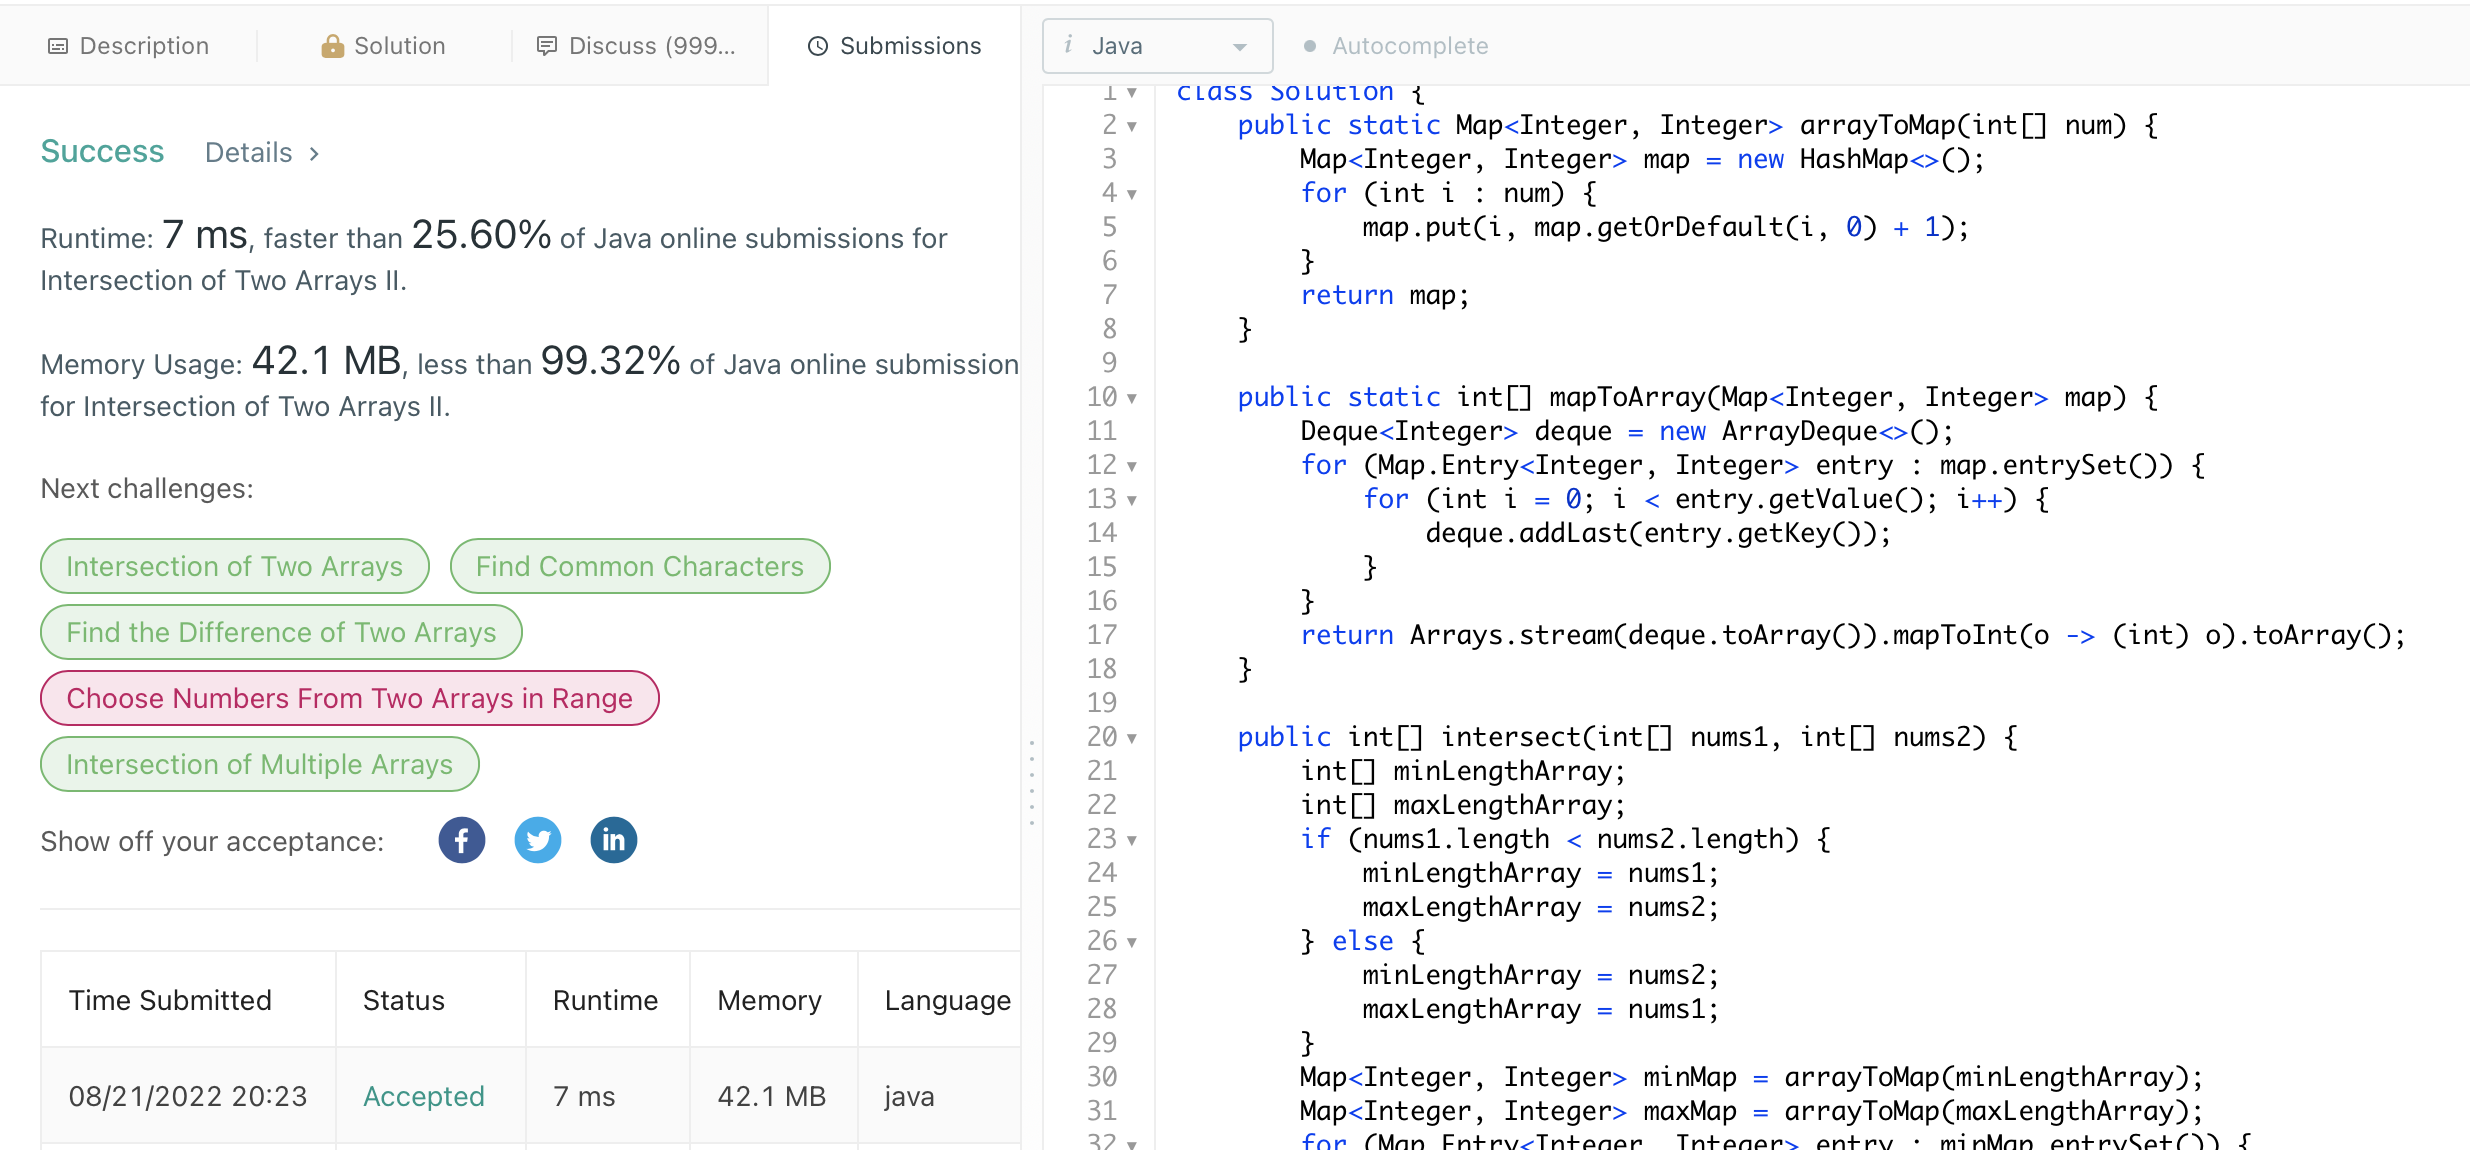 Description
Solution
Discuss (999...
Submissions
i Java
Autocomplete
Success Details >
Runtime: 7 ms, faster than 25.60% of Java online submissions for
Intersection of Two Arrays II.
Memory Usage: 42.1 MB, less than 99.32% of Java online submission
for Intersection of Two Arrays II.
Next challenges:
Intersection of Two Arrays
Find Common Characters
Find the Difference of Two Arrays
Choose Numbers From Two Arrays in Range
Intersection of Multiple Arrays
Show off your acceptance:
f
in
Time Submitted Status Runtime Memory Language
08/21/2022 20:23 Accepted 7 ms 42.1 MB java
1 class Solution {
2 public static Map<Integer, Integer> arrayToMap(int[] num) {
3 Map<Integer, Integer> map = new HashMap<>();
4 for (int i : num) {
5 map.put(i, map.getOrDefault(i, 0) + 1);
6 }
7 return map;
8 }
9
10 public static int[] mapToArray(Map<Integer, Integer> map) {
11 Deque<Integer> deque = new ArrayDeque<>();
12 for (Map.Entry<Integer, Integer> entry : map.entrySet()) {
13 for (int i = 0; i < entry.getValue(); i++) {
14 deque.addLast(entry.getKey());
15 }
16 }
17 return Arrays.stream(deque.toArray()).mapToInt(o -> (int) o).toArray();
18 }
19
20 public int[] intersect(int[] nums1, int[] nums2) {
21 int[] minLengthArray;
22 int[] maxLengthArray;
23 if (nums1.length < nums2.length) {
24 minLengthArray = nums1;
25 maxLengthArray = nums2;
26 } else {
27 minLengthArray = nums2;
28 maxLengthArray = nums1;
29 }
30 Map<Integer, Integer> minMap = arrayToMap(minLengthArray);
31 Map<Integer, Integer> maxMap = arrayToMap(maxLengthArray);
32 for (Map.Entry<Integer, Integer> entry : minMap.entrySet()) {